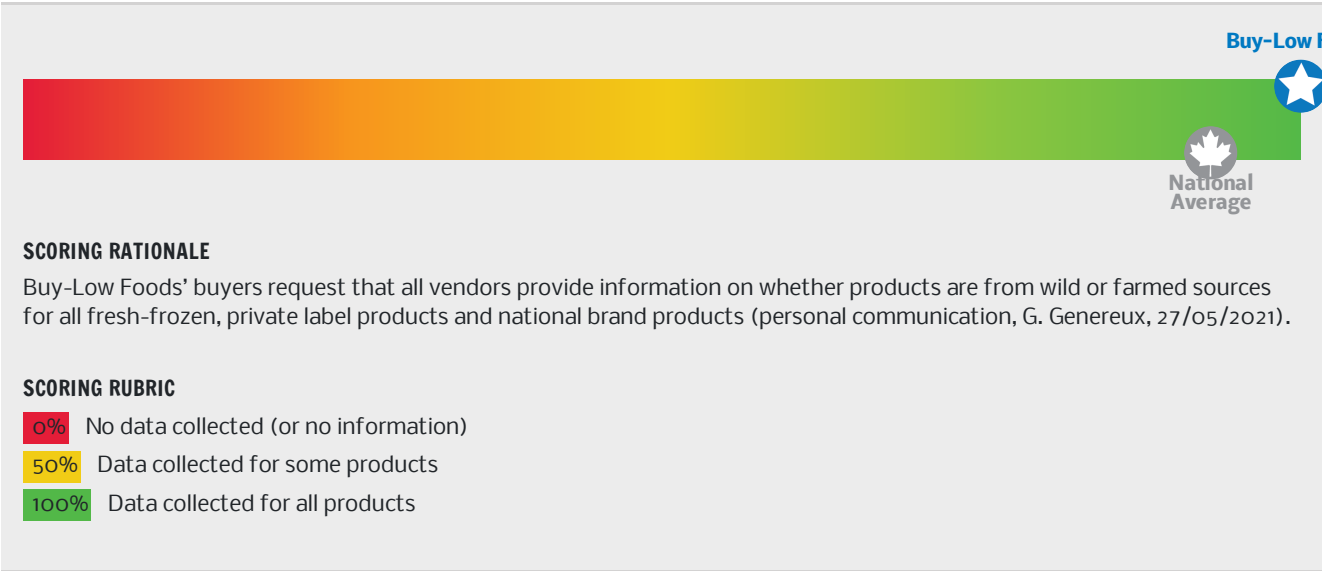 Buy-Low F
National
Average
SCORING RATIONALE
Buy-Low Foods’ buyers request that all vendors provide information on whether products are from wild or farmed sources
for all fresh-frozen, private label products and national brand products (personal communication, G. Genereux, 27/05/2021).
SCORING RUBRIC
0% No data collected (or no information)
50% Data collected for some products
100% Data collected for all products